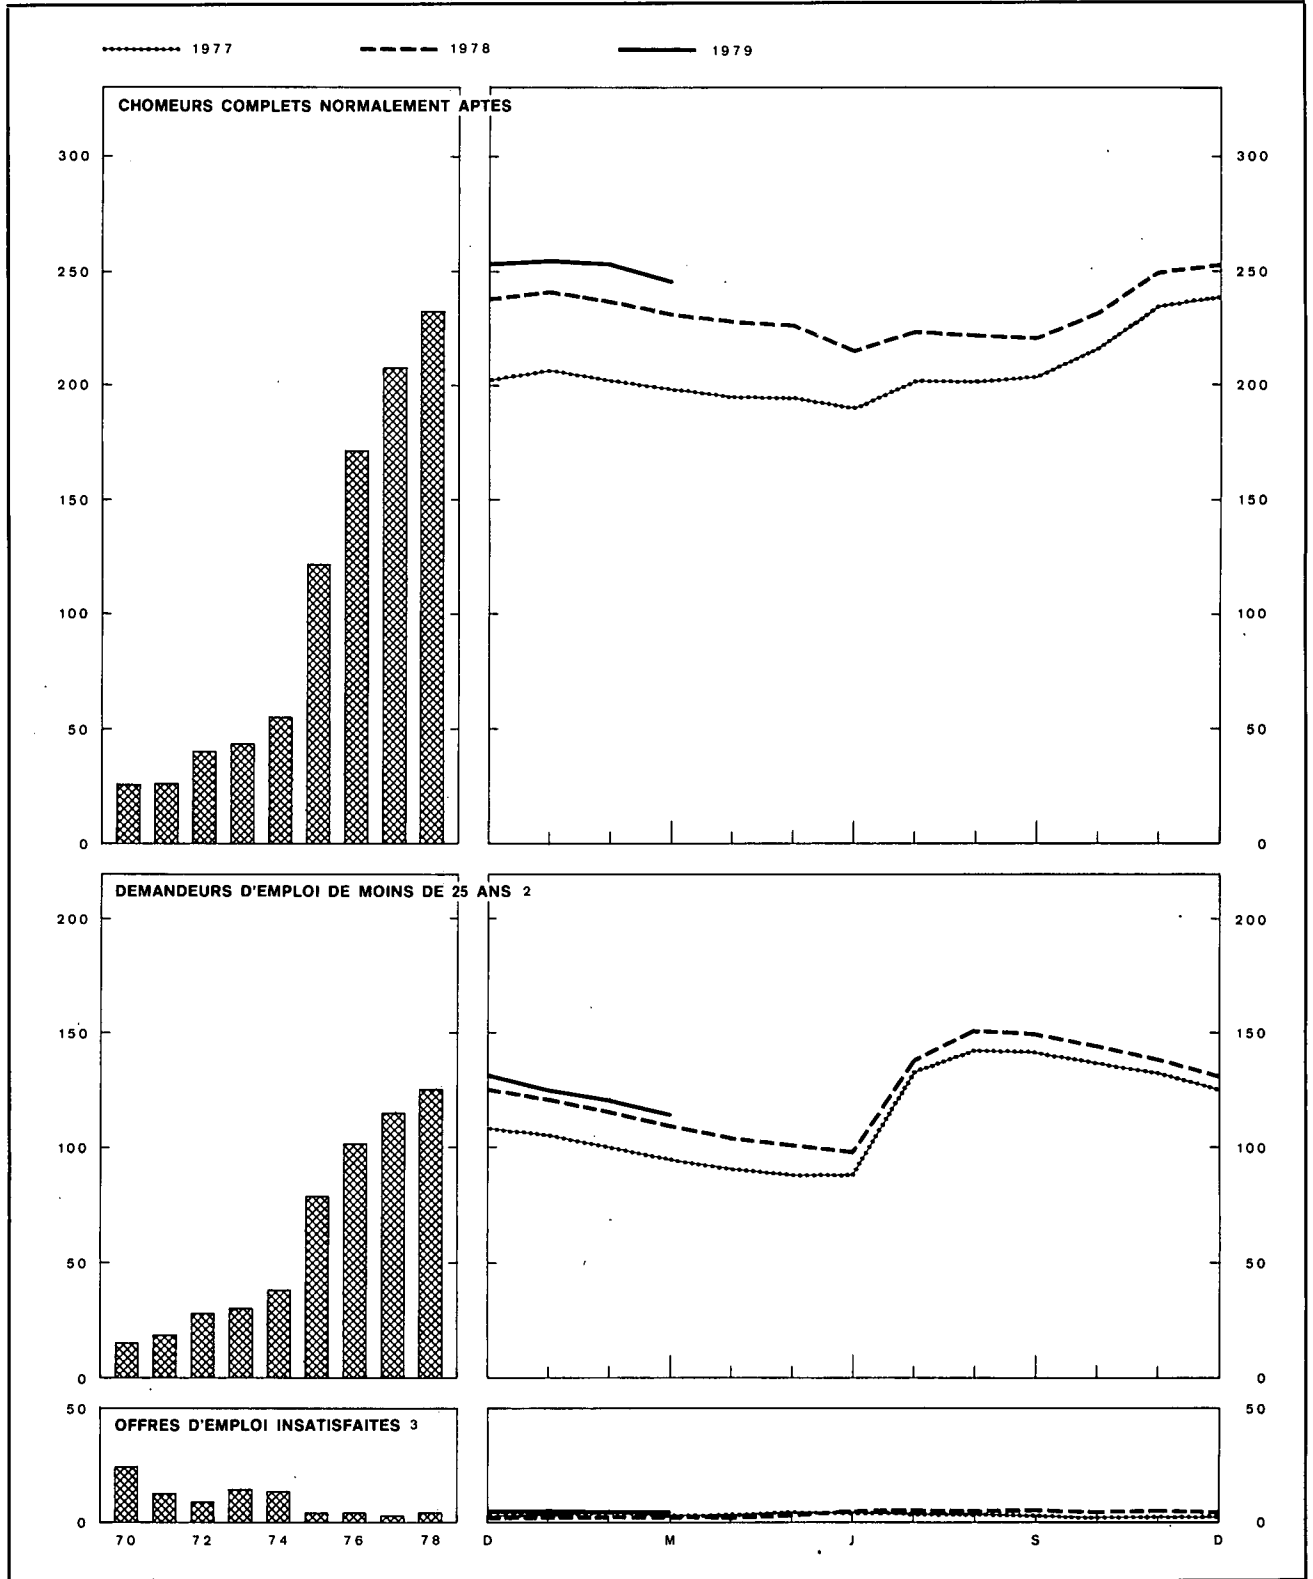 1977 1978 1979
CHOMEURS COMPLETS NORMALEMENT APTES
300 300
250 250
200 200
150 150
100 100
50 50
0 0
DEMANDEURS D'EMPLOI DE MOINS DE 25 ANS 2
200 200
150 150
100 100
50 50
0 0
50 50
OFFRES D'EMPLOI INSATISFAITES 3
0 0
70 72 74 76 78 D M J S D